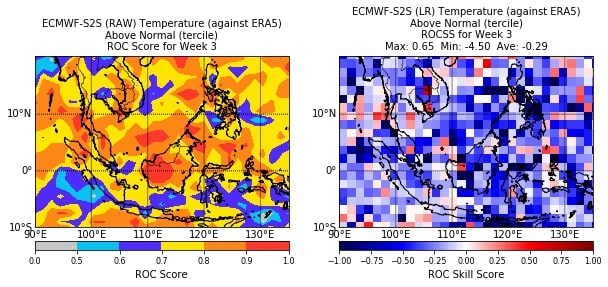 ECMWF-S2S (RAW) Temperature (against ERA5)
Above Normal (tercile)
ROC Score for Week 3
10°N
0°
10°S
90°E 100°E 110°E 120°E 130°E
0.0 0.5 0.6 0.7 0.8 0.9 1.0
ROC Score
ECMWF-S2S (LR) Temperature (against ERA5)
Above Normal (tercile)
ROCSS for Week 3
Max: 0.65 Min: -4.50 Ave: -0.29
10°N
0°
10°S
90°E 100°E 110°E 120°E 130°E
−1.00 −0.75 −0.50 −0.25 0.00 0.25 0.50 0.75 1.00
ROC Skill Score